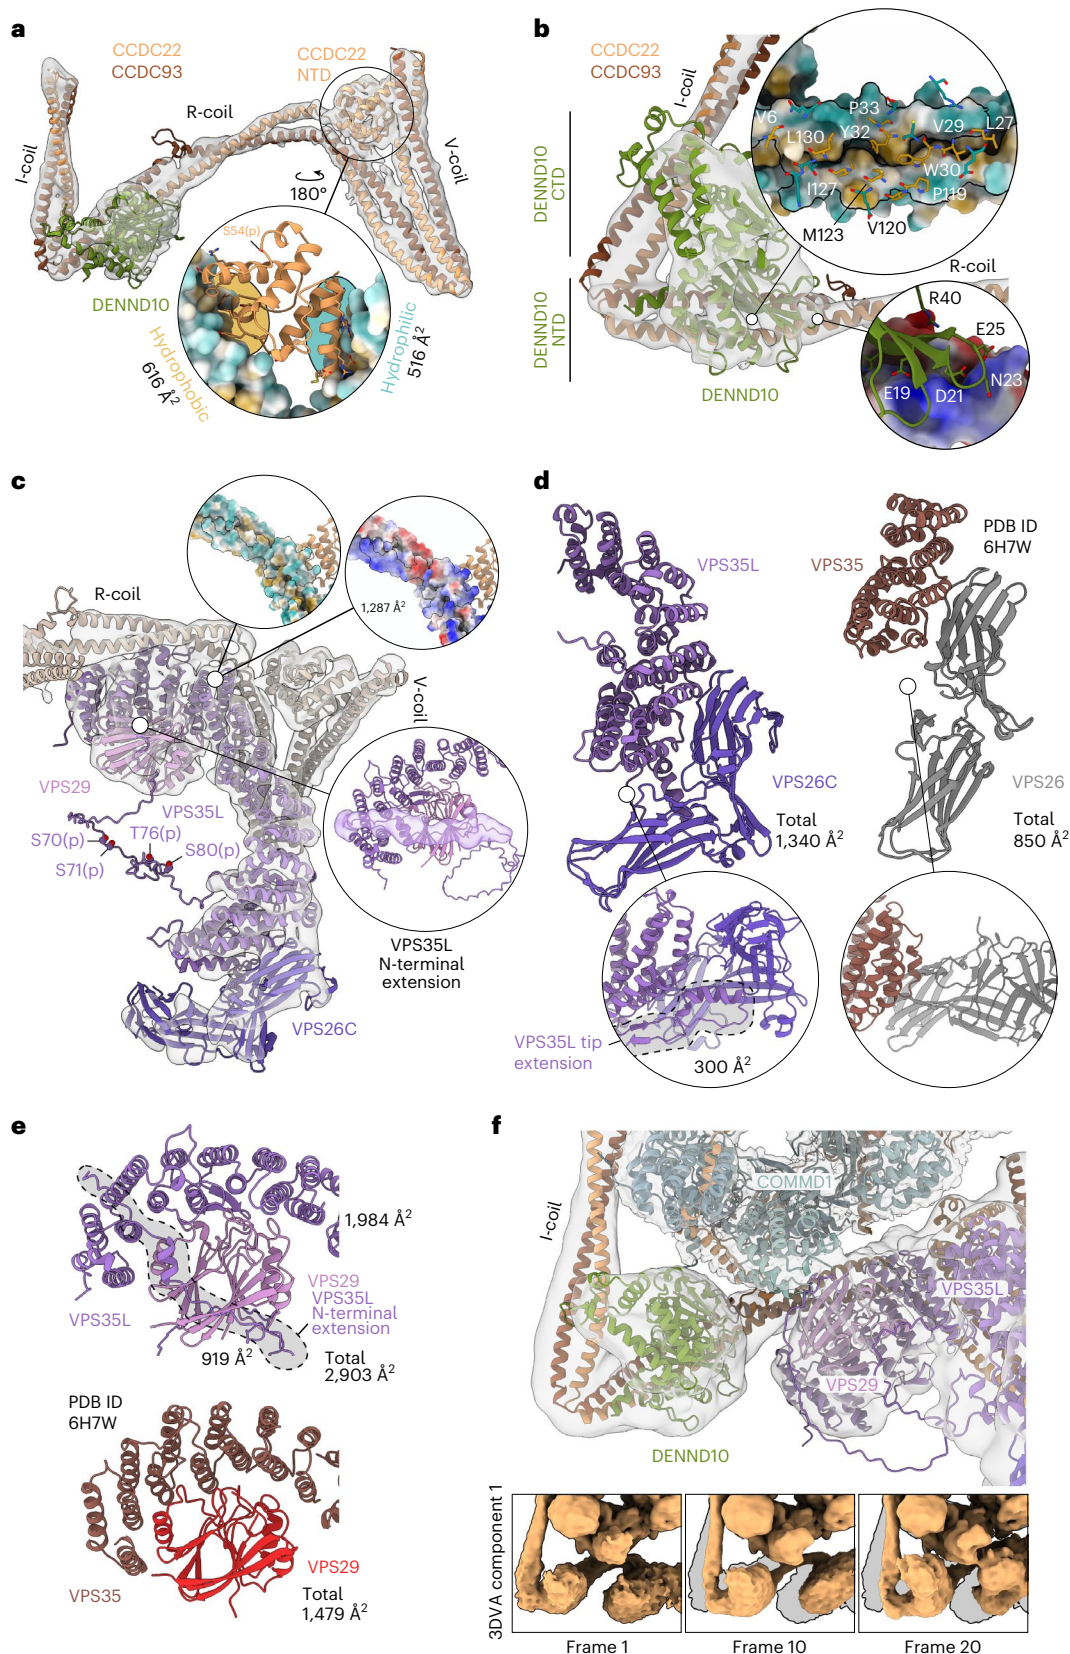 a
CCDC22
CCDC93
CCDC22
NTD
R-coil
I-coil
V-coil
180°
S54(p)
DENND10
Hydrophobic
616 Å²
Hydrophilic
516 Å²
b
CCDC22
CCDC93
I-coil
DENND10
CTD
DENND10
NTD
V6
P33
L130
Y32
V29
L27
W30
I127
P119
V120
M123
R-coil
R40
E25
E19
D21
N23
DENND10
c
R-coil
1,287 Å²
V-coil
VPS29
VPS35L
S70(p)
T76(p)
S80(p)
S71(p)
VPS35L
N-terminal
extension
VPS26C
d
VPS35L
VPS35
PDB ID
6H7W
VPS26C
VPS26
Total
1,340 Å²
Total
850 Å²
VPS35L tip
extension
300 Å²
e
1,984 Å²
VPS29
VPS35L
N-terminal
extension
VPS35L
919 Å²
Total
2,903 Å²
PDB ID
6H7W
VPS29
VPS35
Total
1,479 Å²
f
I-coil
COMMD1
VPS35L
VPS29
DENND10
3DVA component 1
Frame 1
Frame 10
Frame 20